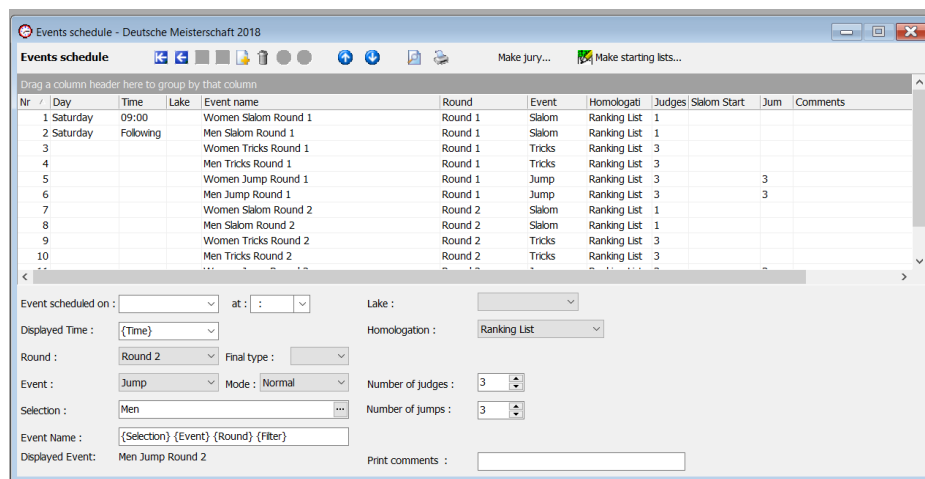 Events schedule - Deutsche Meisterschaft 2018
Events schedule Make jury... Make starting lists...
Drag a column header here to group by that column
Nr Day Time Lake Event name Round Event Homologati Judges Slalom Start Jum Comments
1 Saturday 09:00 Women Slalom Round 1 Round 1 Slalom Ranking List 1
2 Saturday Following Men Slalom Round 1 Round 1 Slalom Ranking List 1
3 Women Tricks Round 1 Round 1 Tricks Ranking List 3
4 Men Tricks Round 1 Round 1 Tricks Ranking List 3
5 Women Jump Round 1 Round 1 Jump Ranking List 3 3
6 Men Jump Round 1 Round 1 Jump Ranking List 3 3
7 Women Slalom Round 2 Round 2 Slalom Ranking List 1
8 Men Slalom Round 2 Round 2 Slalom Ranking List 1
9 Women Tricks Round 2 Round 2 Tricks Ranking List 3
10 Men Tricks Round 2 Round 2 Tricks Ranking List 3
Event scheduled on : at : : Lake :
Displayed Time : {Time} Homologation : Ranking List
Round : Round 2 Final type :
Event : Jump Mode : Normal Number of judges : 3
Selection : Men ... Number of jumps : 3
Event Name : {Selection} {Event} {Round} {Filter}
Displayed Event: Men Jump Round 2 Print comments :